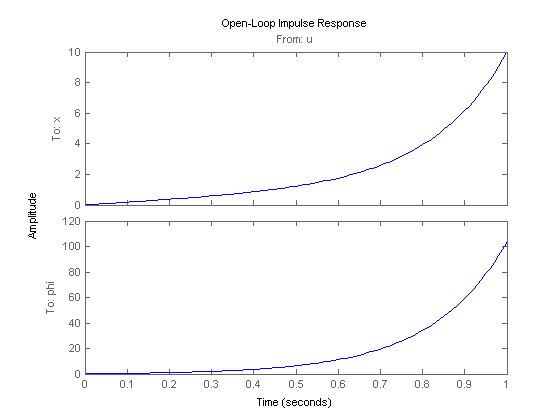 Open-Loop Impulse Response
From: u
To: x
10
8
6
4
2
0
Amplitude
To: phi
120
100
80
60
40
20
0
0 0.1 0.2 0.3 0.4 0.5 0.6 0.7 0.8 0.9 1
Time (seconds)